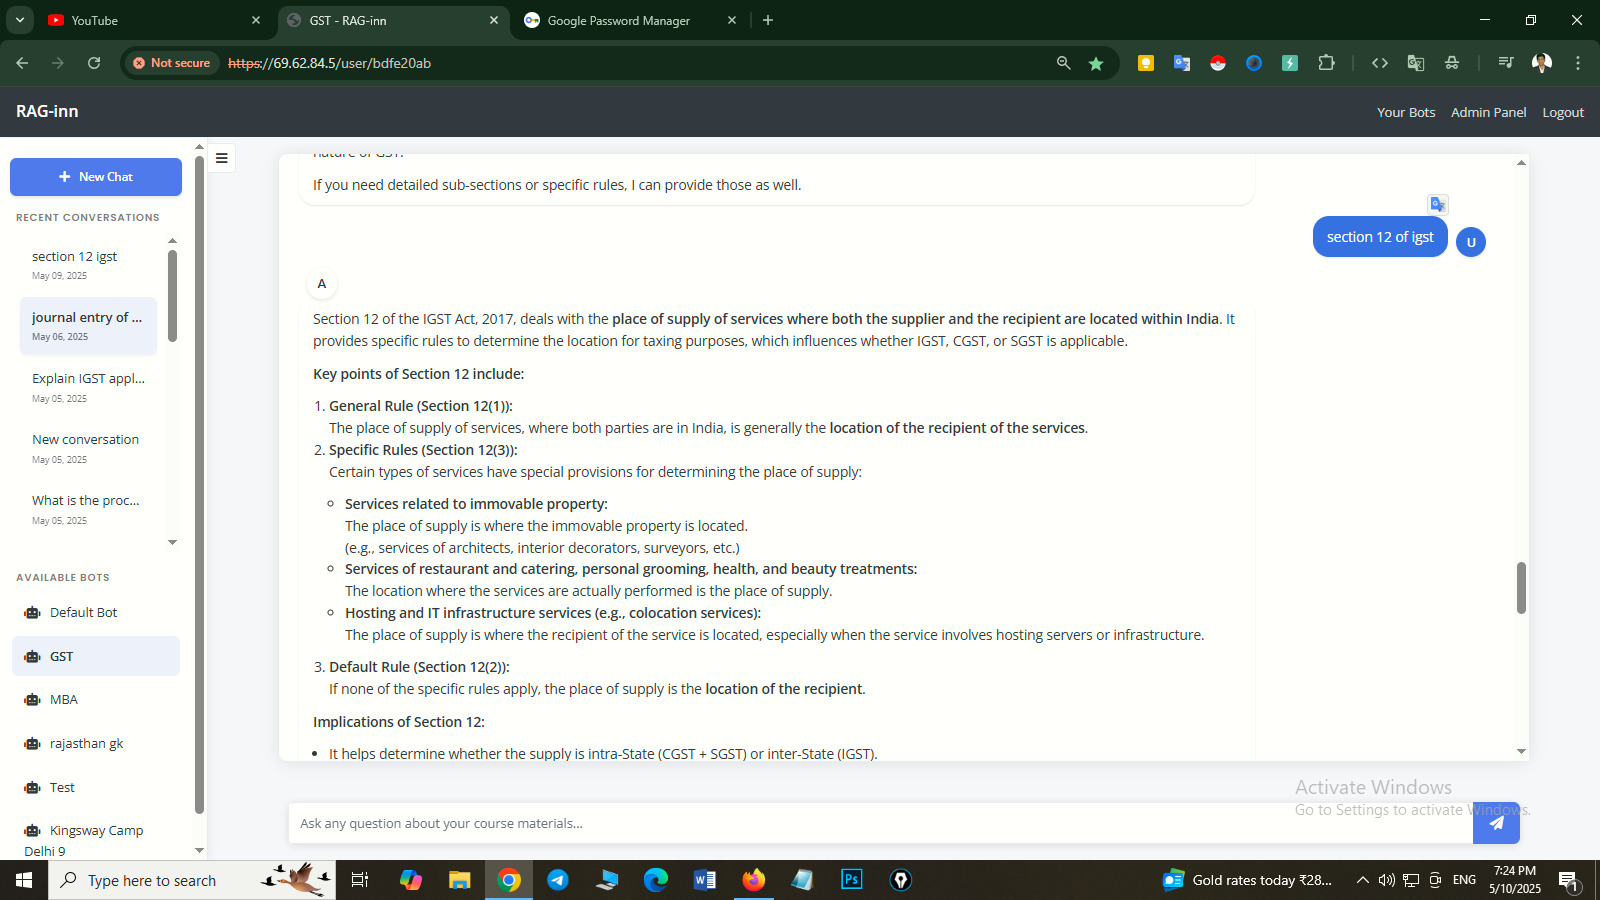 YouTube
GST - RAG-inn
Google Password Manager
Not secure
https://69.62.84.5/user/bdfe20ab
RAG-inn
Your Bots
Admin Panel
Logout
New Chat
RECENT CONVERSATIONS
section 12 igst
May 09, 2025
journal entry of ...
May 06, 2025
Explain IGST appl...
May 05, 2025
New conversation
May 05, 2025
What is the proc...
May 05, 2025
AVAILABLE BOTS
Default Bot
GST
MBA
rajasthan gk
Test
Kingsway Camp
Delhi 9
nature of GST.
If you need detailed sub-sections or specific rules, I can provide those as well.
section 12 of igst
U
A
Section 12 of the IGST Act, 2017, deals with the place of supply of services where both the supplier and the recipient are located within India. It
provides specific rules to determine the location for taxing purposes, which influences whether IGST, CGST, or SGST is applicable.
Key points of Section 12 include:
1. General Rule (Section 12(1)):
The place of supply of services, where both parties are in India, is generally the location of the recipient of the services.
2. Specific Rules (Section 12(3)):
Certain types of services have special provisions for determining the place of supply:
Services related to immovable property:
The place of supply is where the immovable property is located.
(e.g., services of architects, interior decorators, surveyors, etc.)
Services of restaurant and catering, personal grooming, health, and beauty treatments:
The location where the services are actually performed is the place of supply.
Hosting and IT infrastructure services (e.g., colocation services):
The place of supply is where the recipient of the service is located, especially when the service involves hosting servers or infrastructure.
3. Default Rule (Section 12(2)):
If none of the specific rules apply, the place of supply is the location of the recipient.
Implications of Section 12:
It helps determine whether the supply is intra-State (CGST + SGST) or inter-State (IGST).
Activate Windows
Go to Settings to activate Windows.
Ask any question about your course materials...
Type here to search
Gold rates today ₹28...
ENG
7:24 PM
5/10/2025
1